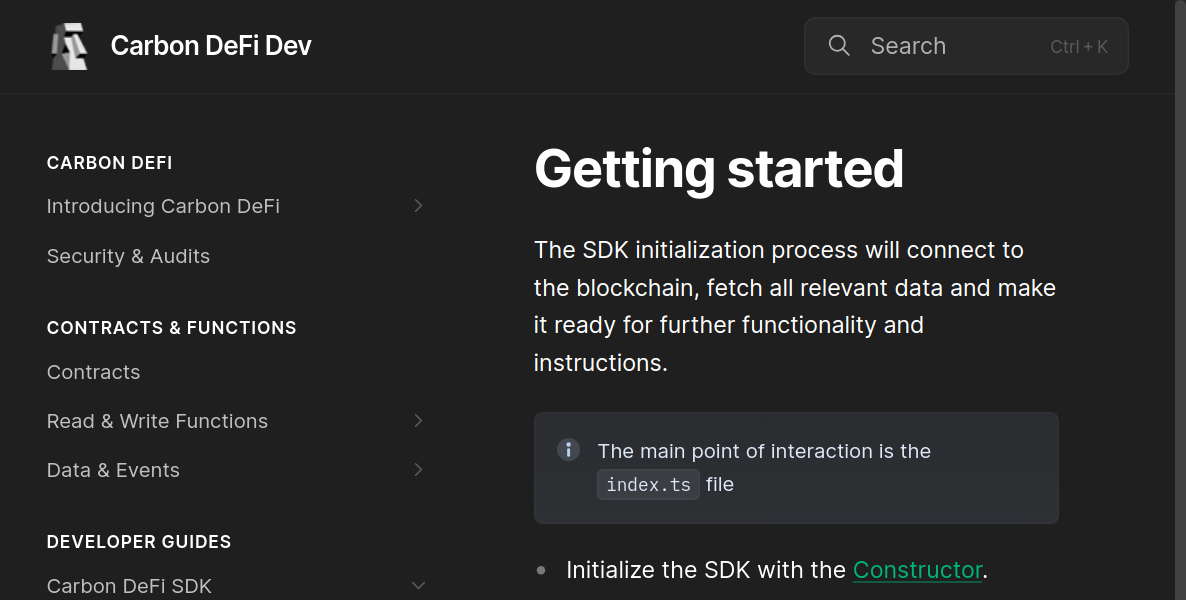 Carbon DeFi Dev
Search
Ctrl + K
CARBON DEFI
Introducing Carbon DeFi
Security & Audits
CONTRACTS & FUNCTIONS
Contracts
Read & Write Functions
Data & Events
DEVELOPER GUIDES
Carbon DeFi SDK
Getting started
The SDK initialization process will connect to
the blockchain, fetch all relevant data and make
it ready for further functionality and
instructions.
The main point of interaction is the
index.ts file
Initialize the SDK with the Constructor.